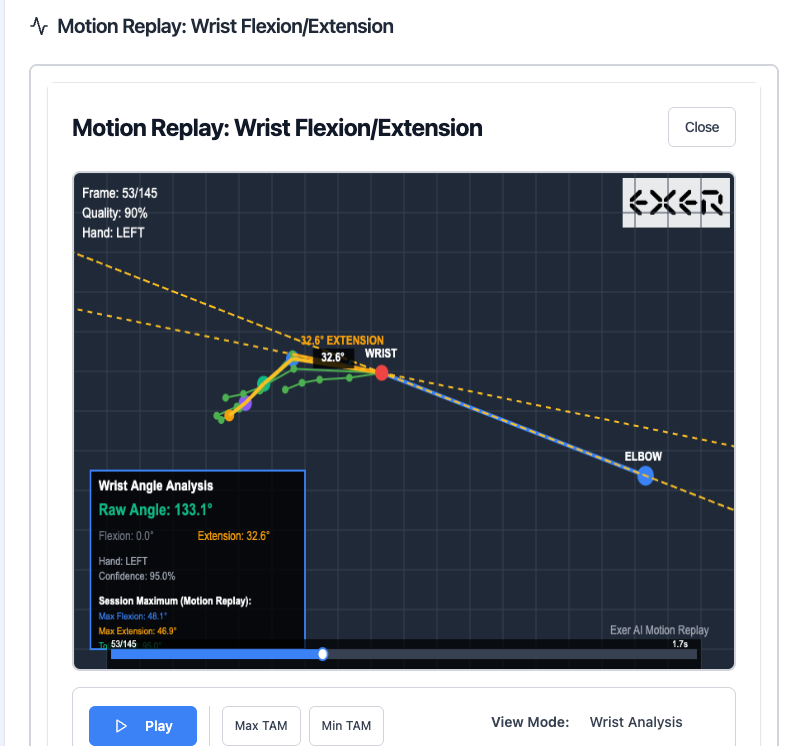 Motion Replay: Wrist Flexion/Extension
Motion Replay: Wrist Flexion/Extension
Close
Frame: 53/145
Quality: 90%
Hand: LEFT
EXER
32.6° EXTENSION
32.6°
WRIST
ELBOW
Wrist Angle Analysis
Raw Angle: 133.1°
Flexion: 0.0°
Extension: 32.6°
Hand: LEFT
Confidence: 95.0%
Session Maximum (Motion Replay):
Max Flexion: 48.1°
Max Extension: 46.9°
53/145
Exer AI Motion Replay
1.7s
Play
Max TAM
Min TAM
View Mode:
Wrist Analysis